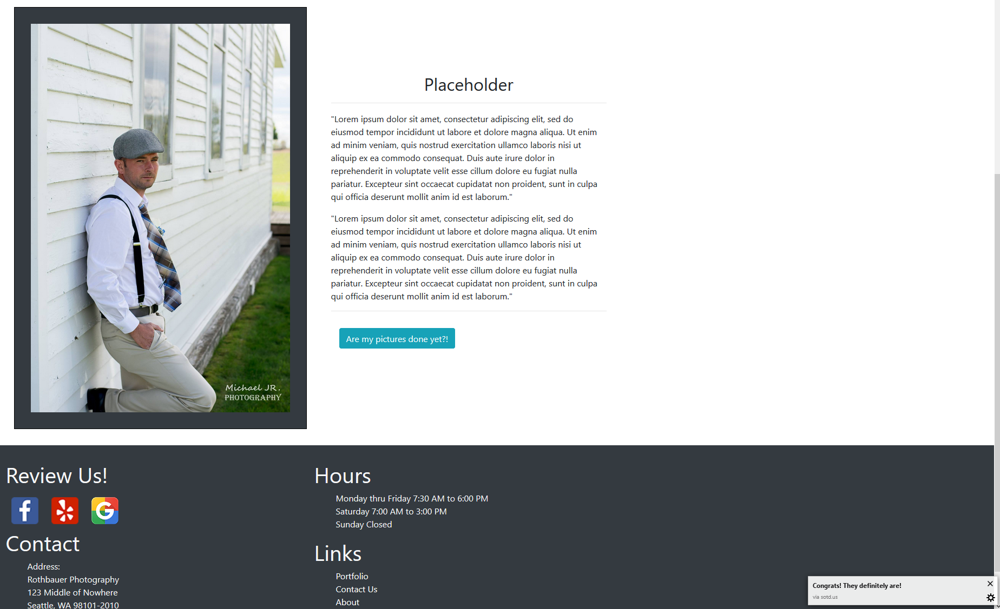 Placeholder
"Lorem ipsum dolor sit amet, consectetur adipiscing elit, sed do
eiusmod tempor incididunt ut labore et dolore magna aliqua. Ut enim
ad minim veniam, quis nostrud exercitation ullamco laboris nisi ut
aliquip ex ea commodo consequat. Duis aute irure dolor in
reprehenderit in voluptate velit esse cillum dolore eu fugiat nulla
pariatur. Excepteur sint occaecat cupidatat non proident, sunt in culpa
qui officia deserunt mollit anim id est laborum."
"Lorem ipsum dolor sit amet, consectetur adipiscing elit, sed do
eiusmod tempor incididunt ut labore et dolore magna aliqua. Ut enim
ad minim veniam, quis nostrud exercitation ullamco laboris nisi ut
aliquip ex ea commodo consequat. Duis aute irure dolor in
reprehenderit in voluptate velit esse cillum dolore eu fugiat nulla
pariatur. Excepteur sint occaecat cupidatat non proident, sunt in culpa
qui officia deserunt mollit anim id est laborum."
Are my pictures done yet?!
Michael JR.
PHOTOGRAPHY
Review Us!
f
G
Contact
Address:
Rothbauer Photography
123 Middle of Nowhere
Seattle, WA 98101-2010
Hours
Monday thru Friday 7:30 AM to 6:00 PM
Saturday 7:00 AM to 3:00 PM
Sunday Closed
Links
Portfolio
Contact Us
About
Congrats! They definitely are!
via sotd.us